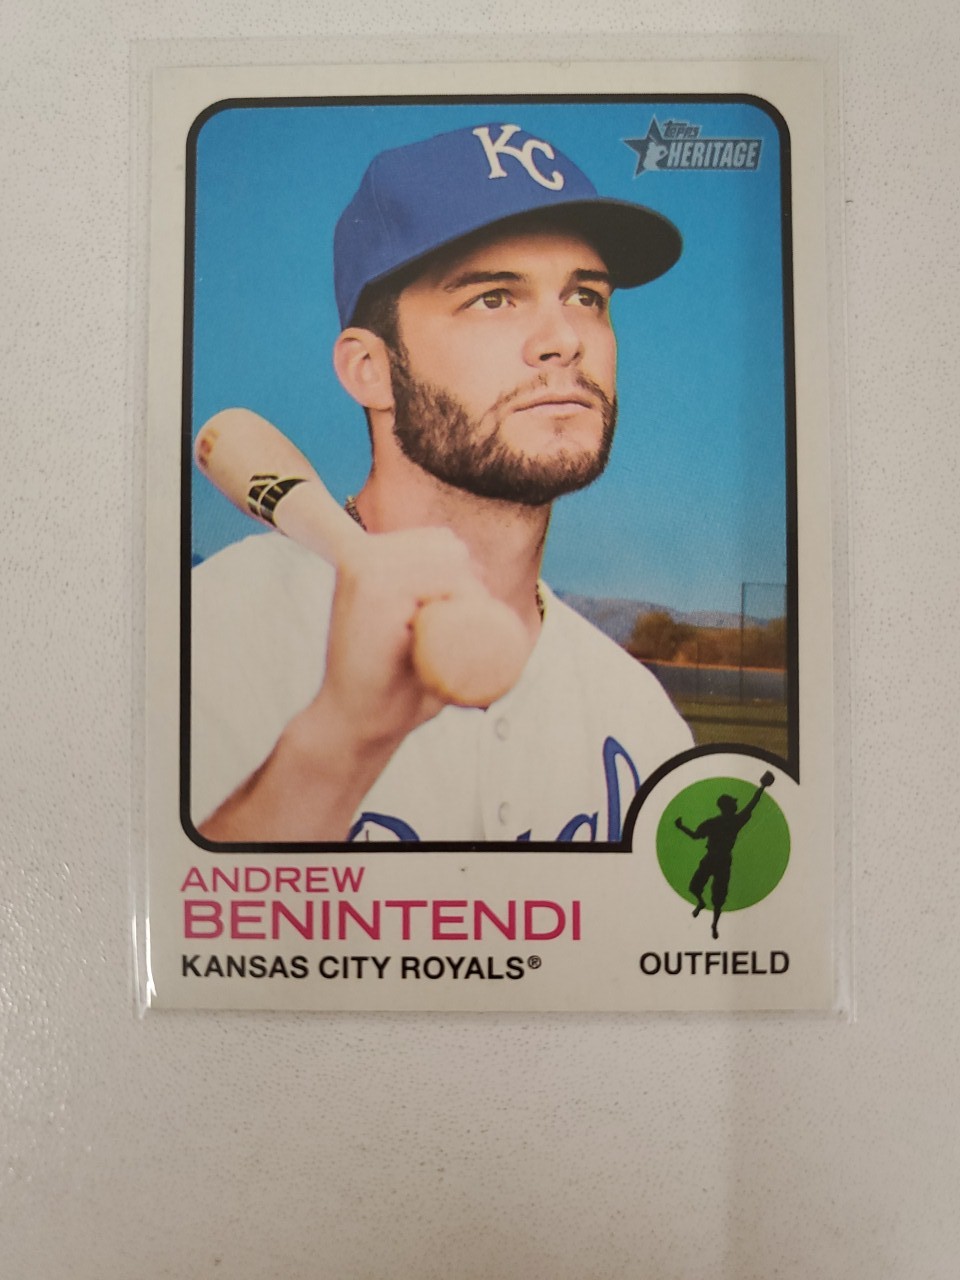 KC
TOPPS
HERITAGE
ANDREW
BENINTENDI
KANSAS CITY ROYALS®
OUTFIELD